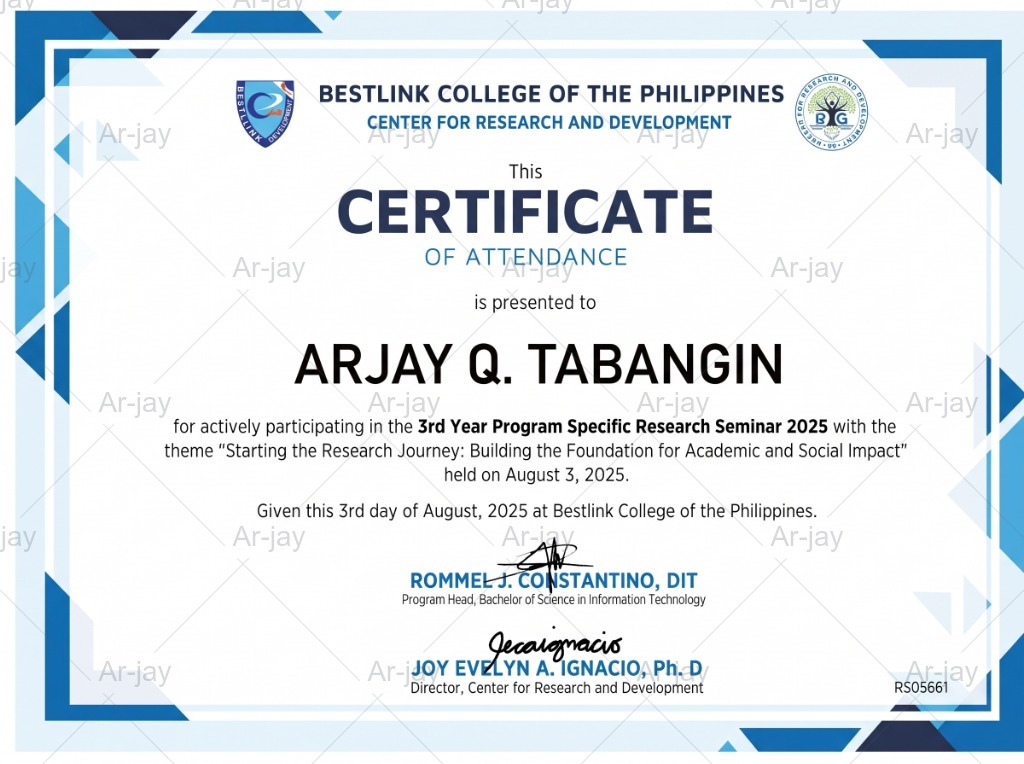 BESTLINK COLLEGE OF THE PHILIPPINES
CENTER FOR RESEARCH AND DEVELOPMENT
BESTLINK
This
CERTIFICATE
OF ATTENDANCE
is presented to
ARJAY Q. TABANGIN
for actively participating in the 3rd Year Program Specific Research Seminar 2025 with the
theme “Starting the Research Journey: Building the Foundation for Academic and Social Impact”
held on August 3, 2025.
Given this 3rd day of August, 2025 at Bestlink College of the Philippines.
ROMMEL J. CONSTANTINO, DIT
Program Head, Bachelor of Science in Information Technology
Jecaignacio
JOY EVELYN A. IGNACIO, Ph. D
Director, Center for Research and Development
RS05661
Ar-jay